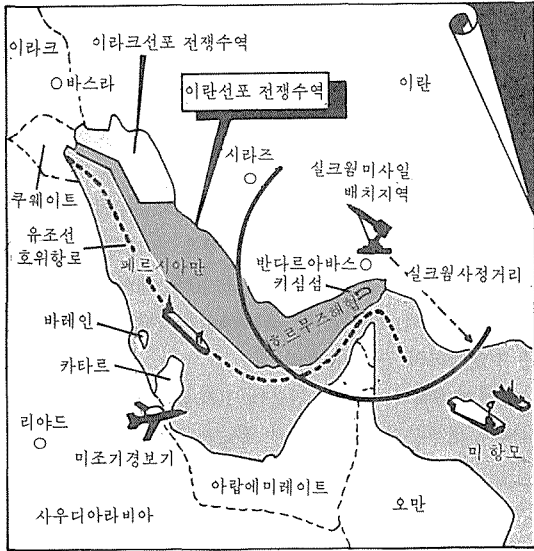 이라크
이라크선포 전쟁수역
바스라
이란선포 전쟁수역
이란
시라즈
실크웜미사일
배치지역
쿠웨이트
유조선
호위항로
페르시아만
반다르아바스
키심섬
호르무즈해협
실크웜사정거리
바레인
카타르
리야드
미조기경보기
미항모
아랍에미레이트
오만
사우디아라비아